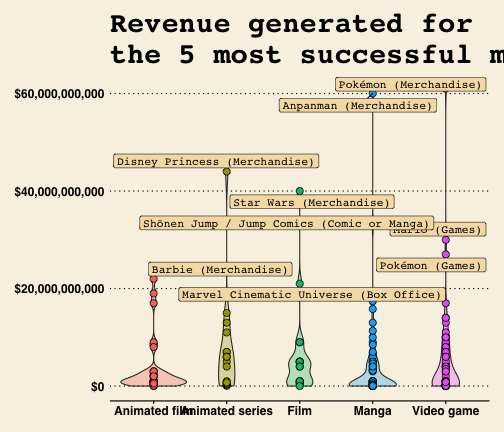 Revenue generated for
the 5 most successful m
Pokémon (Merchandise)
$60,000,000,000
Anpanman (Merchandise)
Disney Princess (Merchandise)
$40,000,000,000
Star Wars (Merchandise)
Shōnen Jump / Jump Comics (Comic or Manga)
Mario (Games)
Pokémon (Games)
Barbie (Merchandise)
$20,000,000,000
Marvel Cinematic Universe (Box Office)
$0
Animated film
Animated series
Film
Manga
Video game